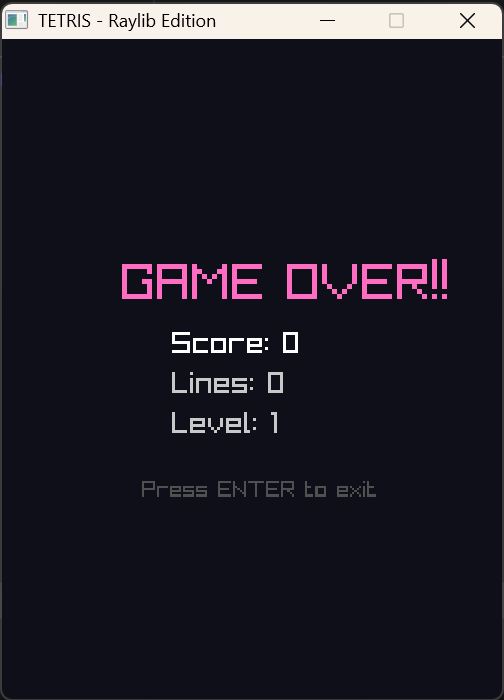 TETRIS - Raylib Edition
GAME OVER!!
Score: 0
Lines: 0
Level: 1
Press ENTER to exit